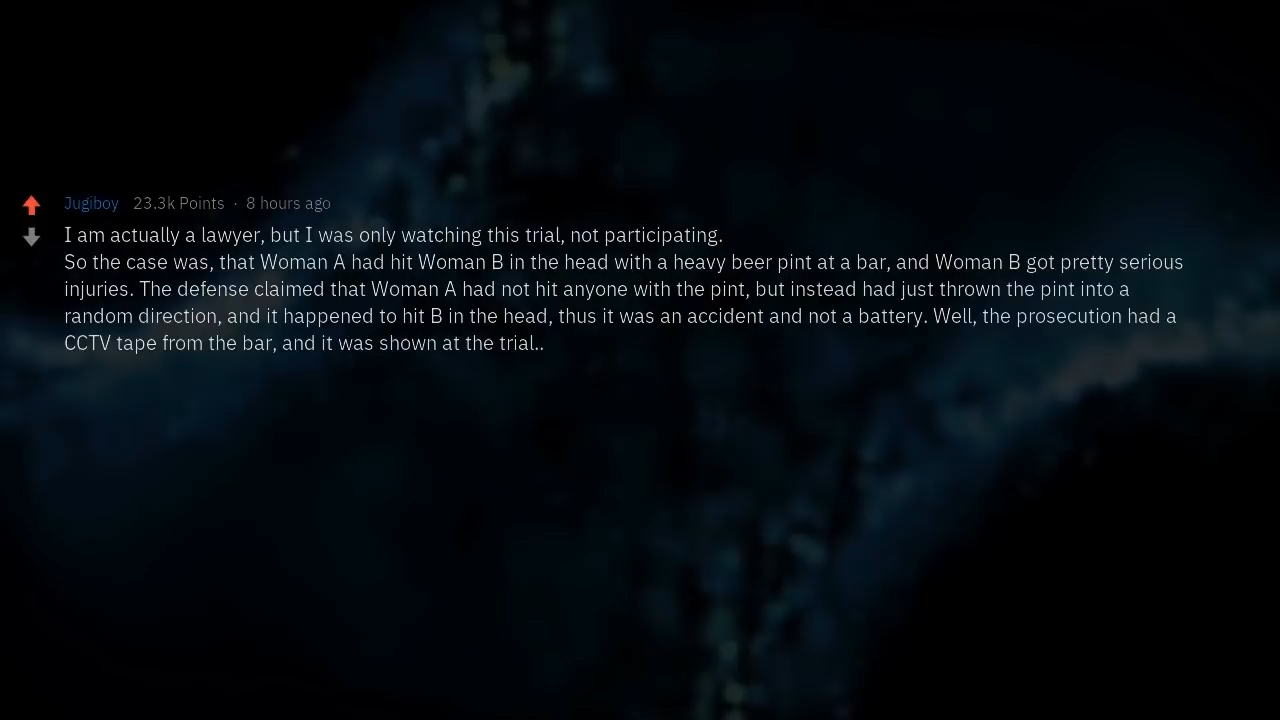 Jugiboy 23.3k Points · 8 hours ago
I am actually a lawyer, but I was only watching this trial, not participating.
So the case was, that Woman A had hit Woman B in the head with a heavy beer pint at a bar, and Woman B got pretty serious
injuries. The defense claimed that Woman A had not hit anyone with the pint, but instead had just thrown the pint into a
random direction, and it happened to hit B in the head, thus it was an accident and not a battery. Well, the prosecution had a
CCTV tape from the bar, and it was shown at the trial..